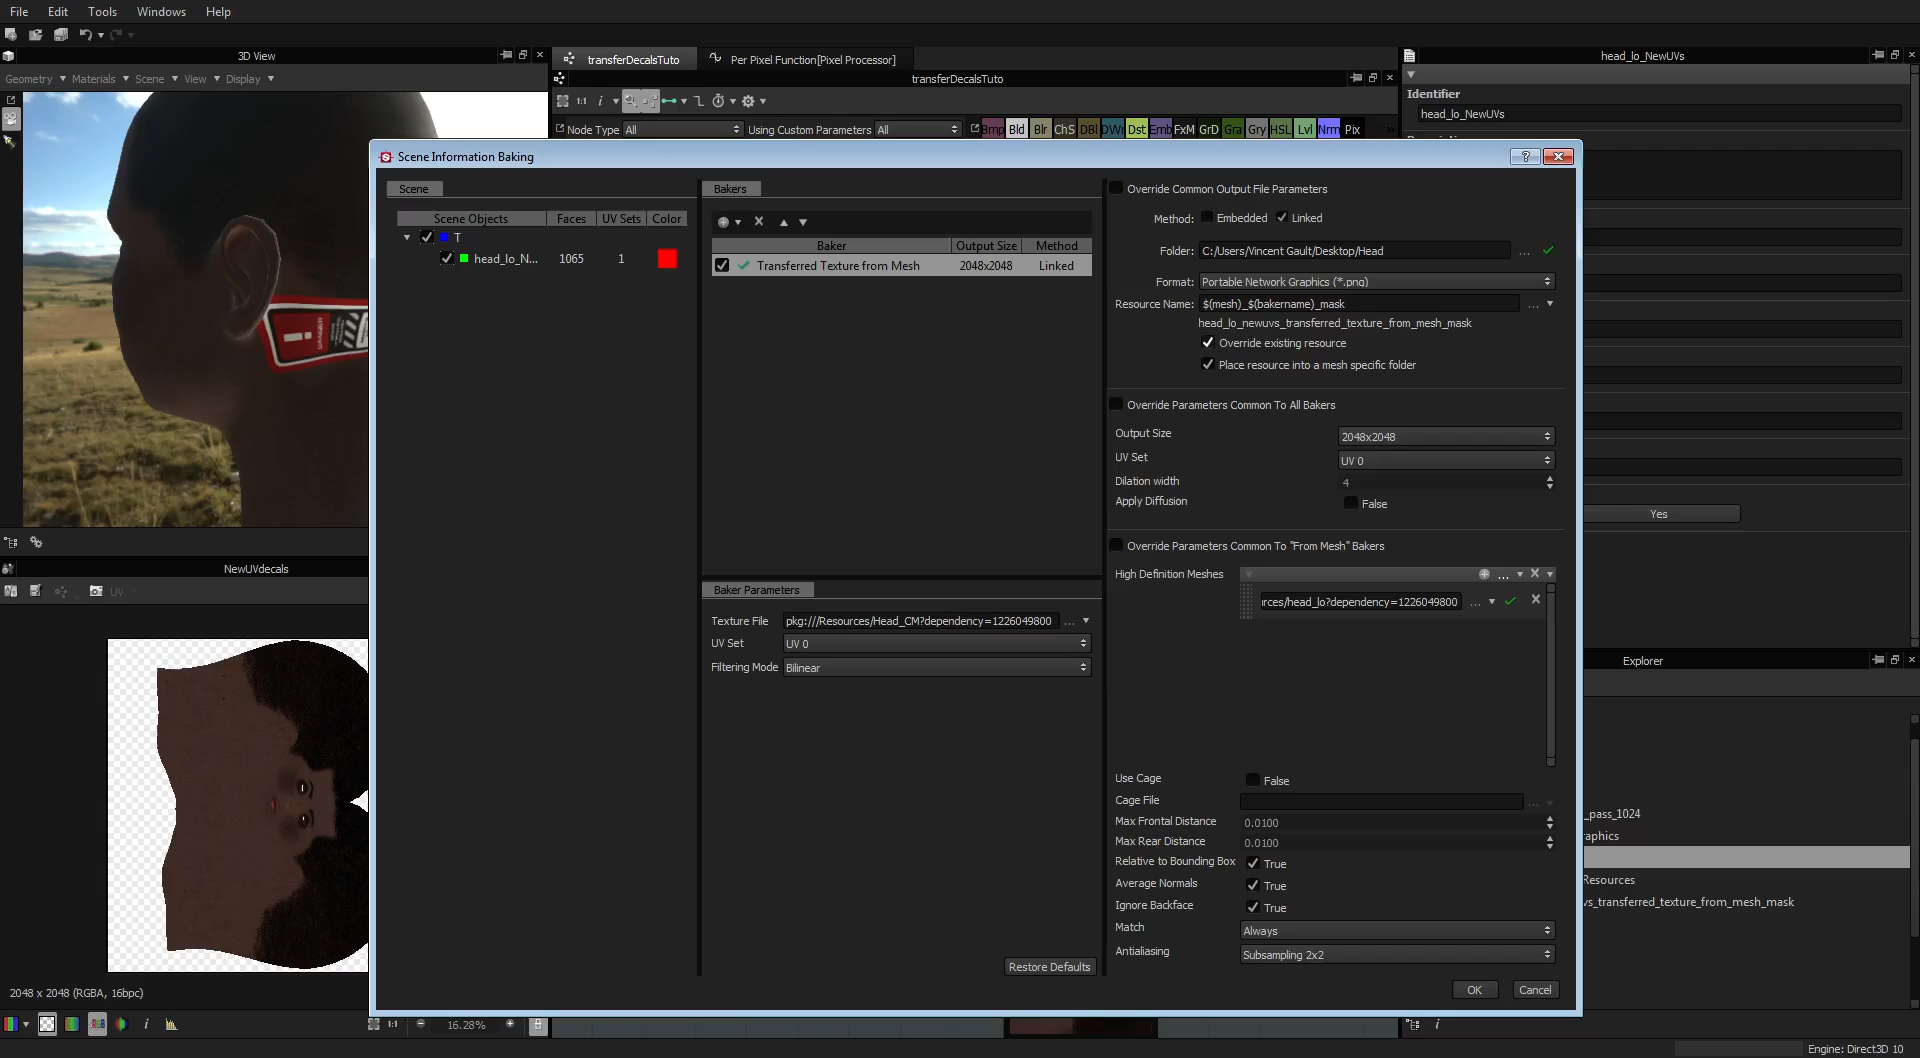 File Edit Tools Windows Help
3D View
Geometry Materials Scene View Display
transferDecalsTuto
Per Pixel Function[Pixel Processor]
transferDecalsTuto
1:1 i
Node Type All Using Custom Parameters All
Bmp Bld Blr ChS DBl DWr Dst Emb FxM GrD Gra Gry HSL Lvl Nrm Pix
head_lo_NewUVs
Identifier
head_lo_NewUVs
Yes
Scene Information Baking
Scene
Scene Objects Faces UV Sets Color
T
head_lo_N... 1065 1
Bakers
Baker Output Size Method
Transferred Texture from Mesh 2048x2048 Linked
Baker Parameters
Texture File pkg:///Resources/Head_CM?dependency=1226049800 ...
UV Set UV 0
Filtering Mode Bilinear
Restore Defaults
Override Common Output File Parameters
Method: Embedded Linked
Folder: C:/Users/Vincent Gault/Desktop/Head ...
Format: Portable Network Graphics (*.png)
Resource Name: $(mesh)_$(bakername)_mask ...
head_lo_newuvs_transferred_texture_from_mesh_mask
Override existing resource
Place resource into a mesh specific folder
Override Parameters Common To All Bakers
Output Size 2048x2048
UV Set UV 0
Dilation width 4
Apply Diffusion False
Override Parameters Common To "From Mesh" Bakers
High Definition Meshes ...
rces/head_lo?dependency=1226049800 ...
Use Cage False
Cage File ...
Max Frontal Distance 0.0100
Max Rear Distance 0.0100
Relative to Bounding Box True
Average Normals True
Ignore Backface True
Match Always
Antialiasing Subsampling 2x2
OK Cancel
DANGER
NewUVdecals
UV
2048 x 2048 (RGBA, 16bpc)
i
1:1 16.28%
Explorer
_pass_1024
raphics
Resources
vs_transferred_texture_from_mesh_mask
i
Engine: Direct3D 10